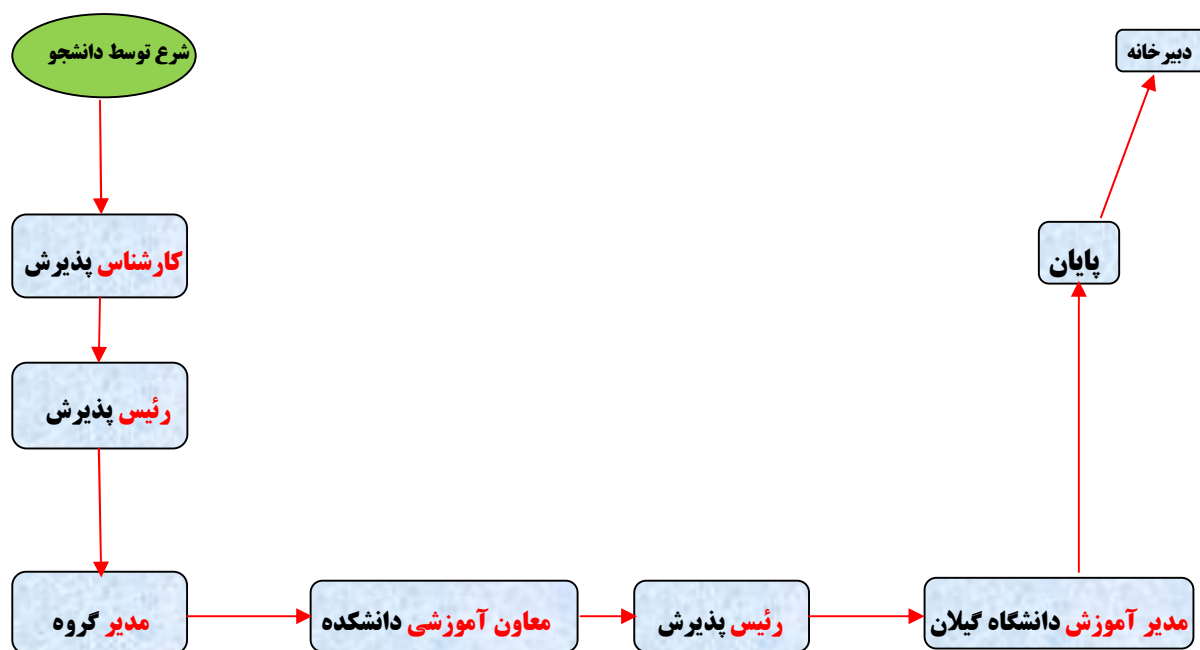 شرع توسط دانشجو
کارشناس پذیرش
رئیس پذیرش
مدیر گروه
معاون آموزشی دانشکده
رئیس پذیرش
مدیر آموزش دانشگاه گیلان
پایان
دبیرخانه